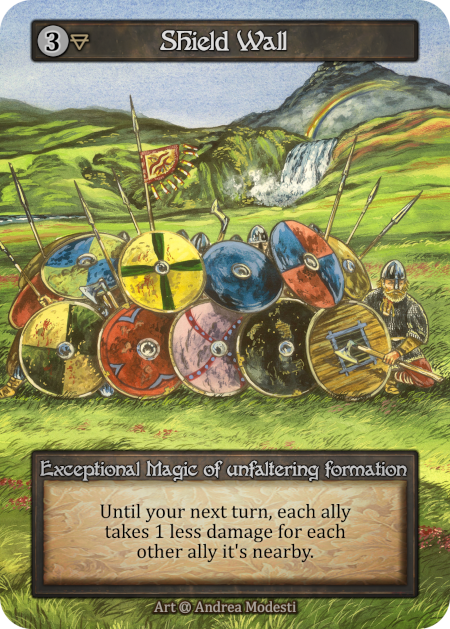 3
Shield Wall
Exceptional Magic of unfaltering formation
Until your next turn, each ally
takes 1 less damage for each
other ally it's nearby.
Art @ Andrea Modesti